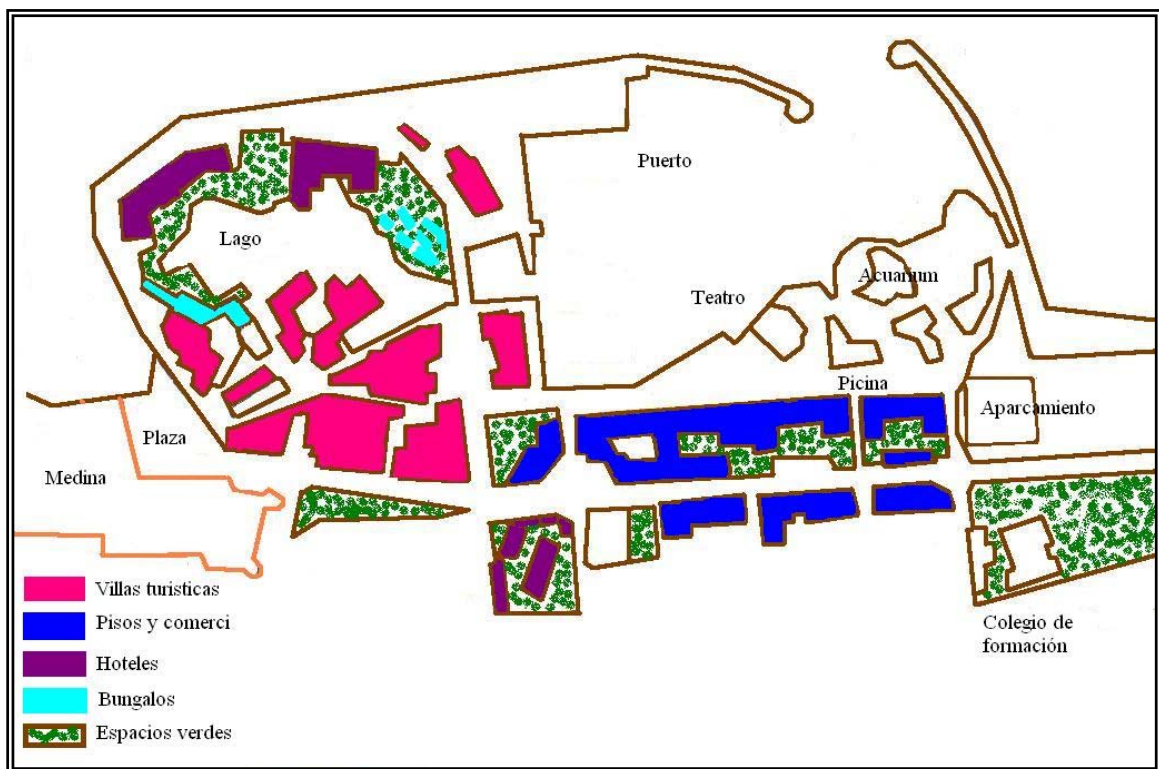 Puerto
Lago
Acuarium
Teatro
Picina
Aparcamiento
Plaza
Medina
Villas turisticas
Pisos y comerci
Hoteles
Bungalos
Espacios verdes
Colegio de
formación